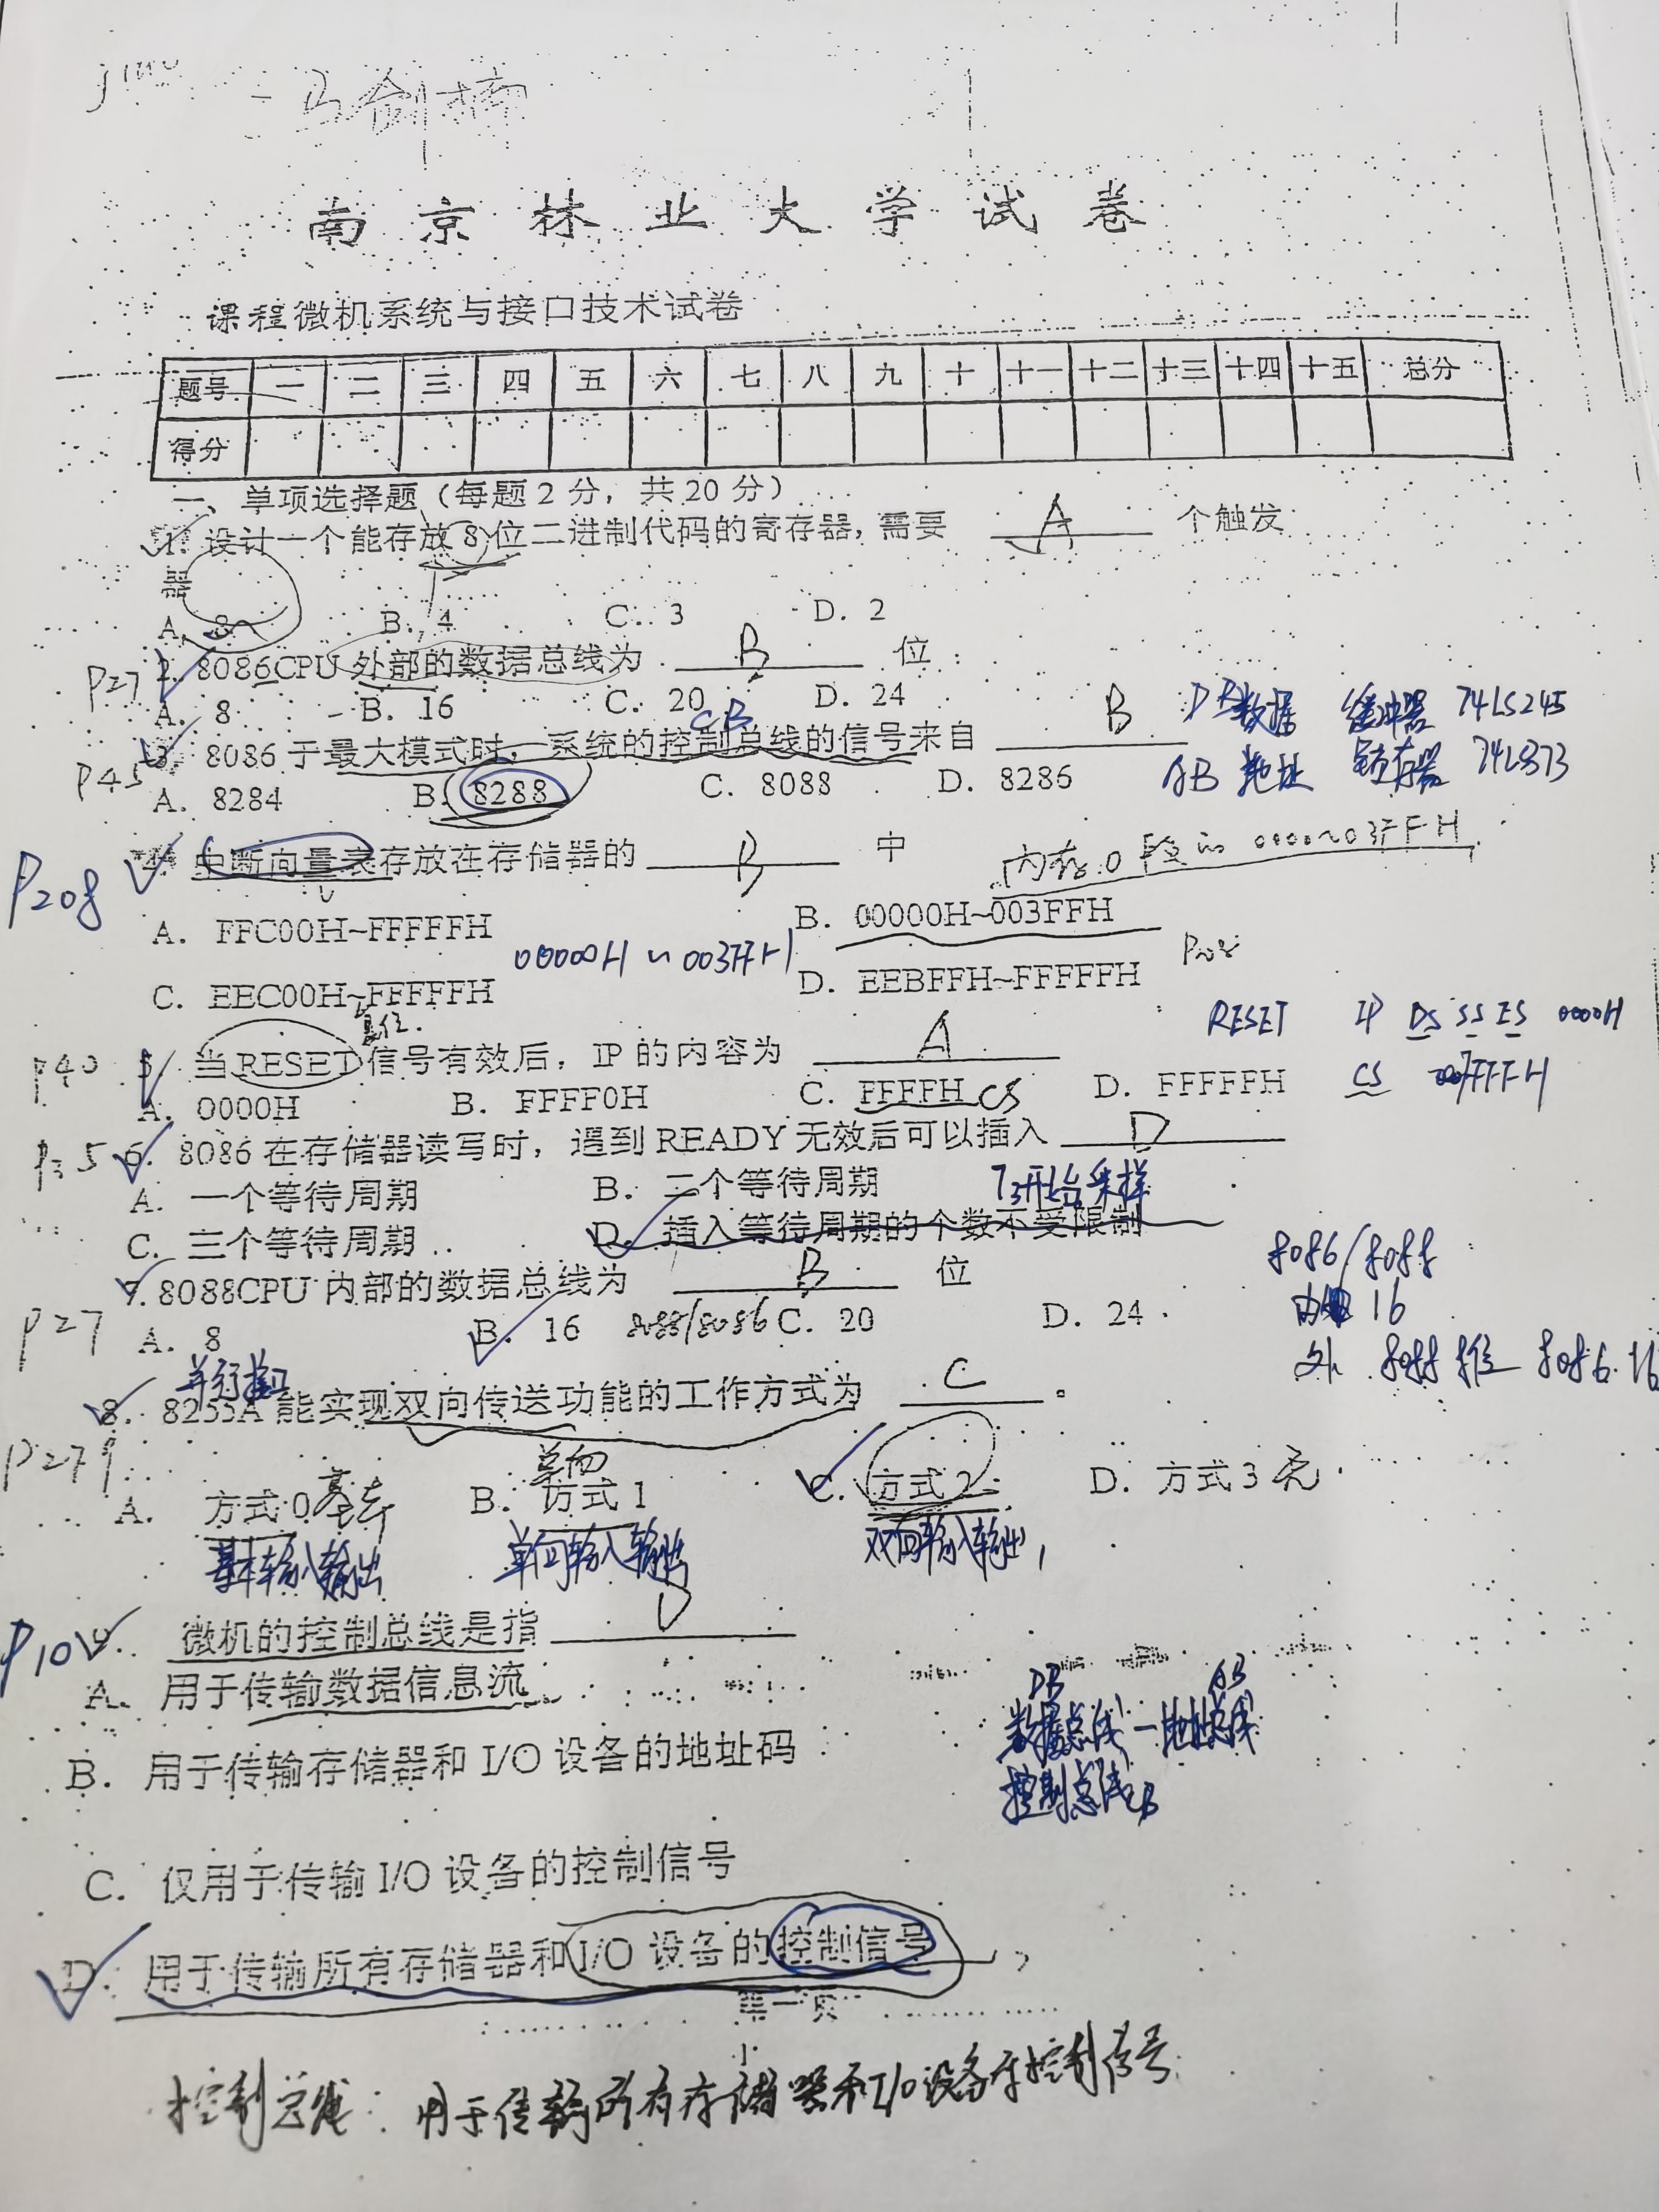 马剑楠
南京林业大学试卷
课程微机系统与接口技术试卷
题号 一 二 三 四 五 六 七 八 九 十 十一 十二 十三 十四 十五 总分
得分
一、单项选择题（每题2分，共20分）
1. 设计一个能存放8位二进制代码的寄存器，需要 A 个触发
器
A. 8 B. 4 C. 3 D. 2
P27 2. 8086CPU外部的数据总线为 B 位
A. 8 B. 16 C. 20 D. 24
CB
DB数据 缓冲器 74LS245
P45 3. 8086于最大模式时，系统的控制总线的信号来自 B
AB 地址 锁存器 74LS373
A. 8284 B. 8288 C. 8088 D. 8286
P208 4. 中断向量表存放在存储器的 B 中
内存0段的 0000~03FFH
A. FFC00H~FFFFFH B. 00000H~003FFH
00000H~003FFH P208
C. EEC00H~FFFFFH D. EEBFFH~FFFFFH
复位
RESET IP DS SS ES 0000H
P40 5. 当RESET信号有效后，IP的内容为 A
CS FFFFH
A. 0000H B. FFFF0H C. FFFFH CS D. FFFFFH
P35 6. 8086在存储器读写时，遇到READY无效后可以插入 D
A. 一个等待周期 B. 二个等待周期 T3开始采样
C. 三个等待周期 D. 插入等待周期的个数不受限制
8086/8088
内 16
外 8088 8位 8086 16
P27 7. 8088CPU内部的数据总线为 B 位
A. 8 B. 16 8088/8086 C. 20 D. 24
并行接口
P279 8. 8255A能实现双向传送功能的工作方式为 C 。
单向
A. 方式0 基本 B. 方式1 C. 方式2 D. 方式3 无
基本输入输出 单向输入输出 双向输入输出
P10 9. 微机的控制总线是指 D
A. 用于传输数据信息流
DB AB
数据总线 地址总线
控制总线CB
B. 用于传输存储器和I/O设备的地址码
C. 仅用于传输I/O设备的控制信号
D. 用于传输所有存储器和I/O设备的控制信号
第一页
控制总线：用于传输所有存储器和I/O设备的控制信号